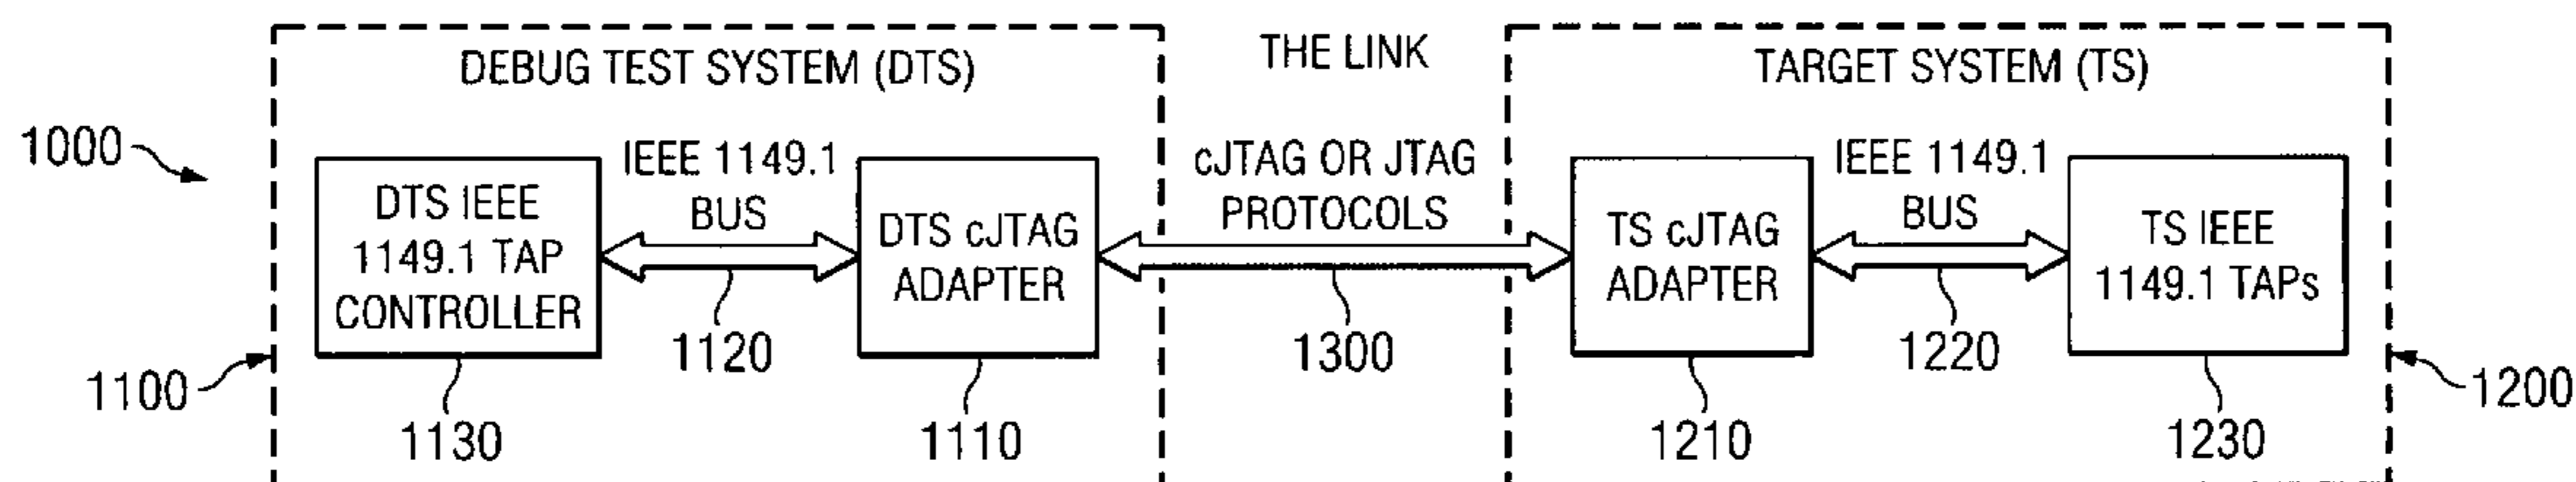 DEBUG TEST SYSTEM (DTS)
THE LINK
TARGET SYSTEM (TS)
1000
IEEE 1149.1
BUS
cJTAG OR JTAG
PROTOCOLS
IEEE 1149.1
BUS
DTS IEEE
1149.1 TAP
CONTROLLER
DTS cJTAG
ADAPTER
TS cJTAG
ADAPTER
TS IEEE
1149.1 TAPs
1120
1300
1220
1100
1200
1130
1110
1210
1230